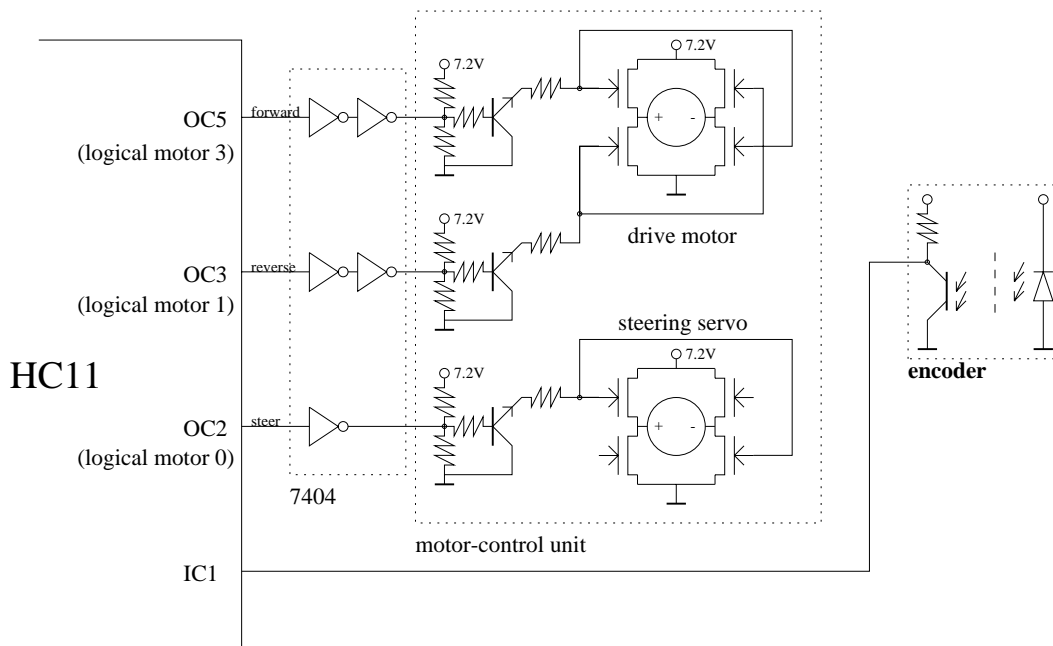 7.2V
7.2V
OC5
forward
(logical motor 3)
+ -
7.2V
drive motor
OC3
reverse
(logical motor 1)
steering servo
7.2V
7.2V
encoder
HC11
OC2
steer
+ -
(logical motor 0)
7404
motor-control unit
IC1